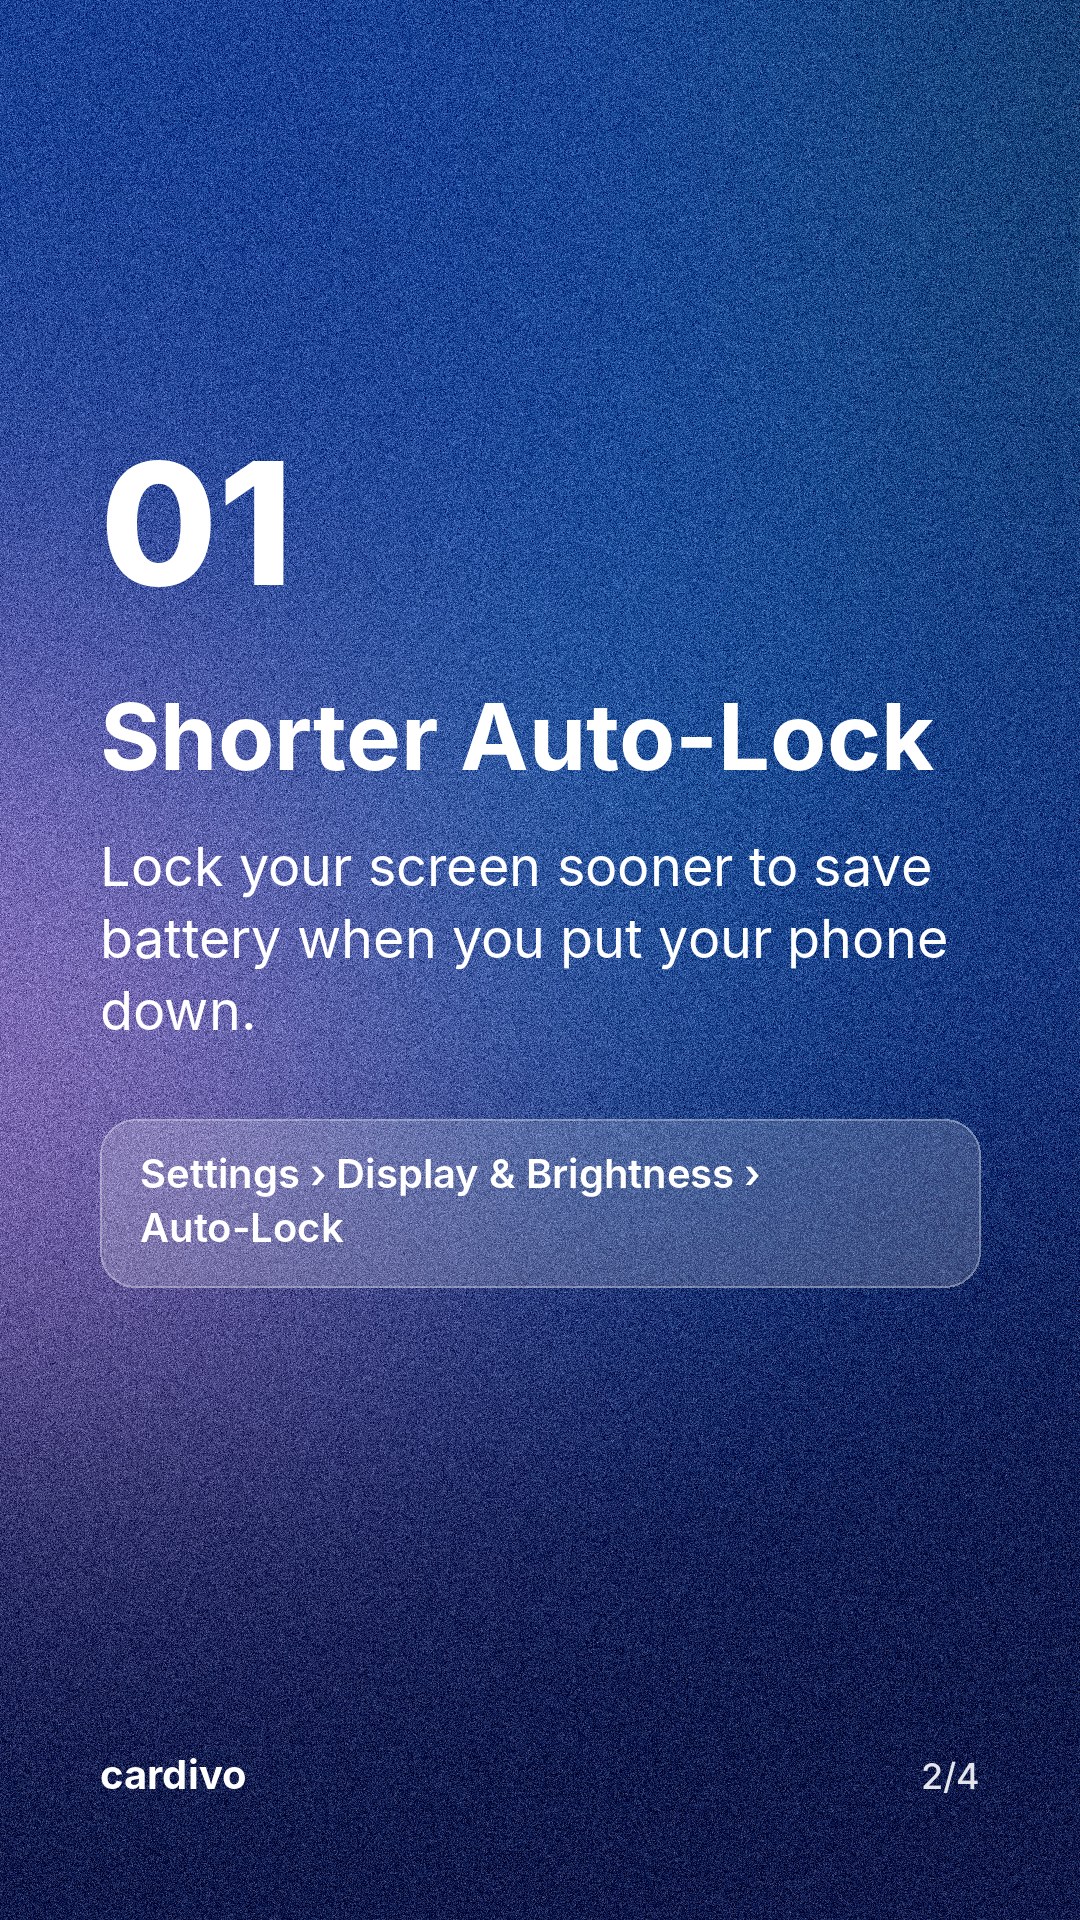 01
Shorter Auto-Lock
Lock your screen sooner to save
battery when you put your phone
down.
Settings › Display & Brightness ›
Auto-Lock
cardivo
2/4